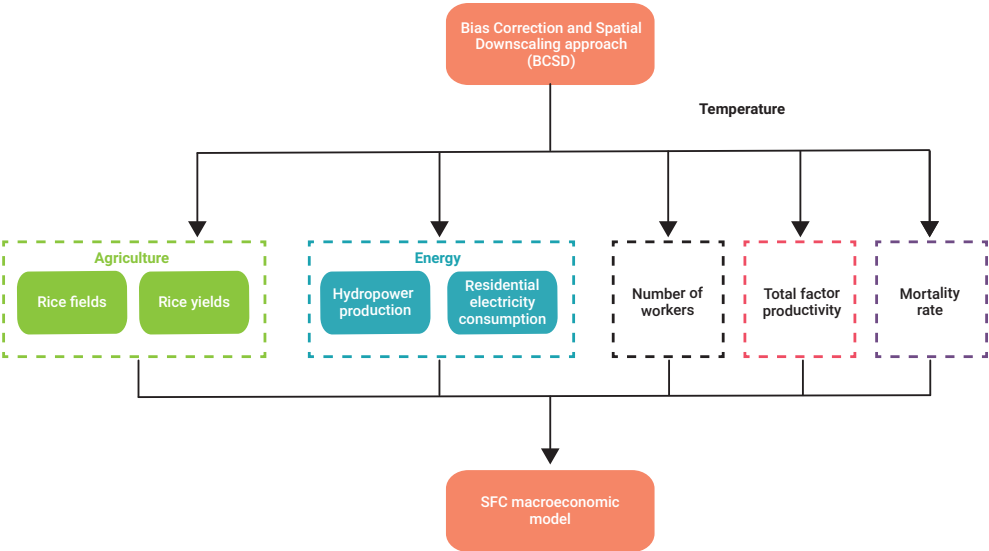 Bias Correction and Spatial
Downscaling approach
(BCSD)
Temperature
Agriculture
Rice fields
Rice yields
Energy
Hydropower
production
Residential
electricity
consumption
Number of
workers
Total factor
productivity
Mortality
rate
SFC macroeconomic
model